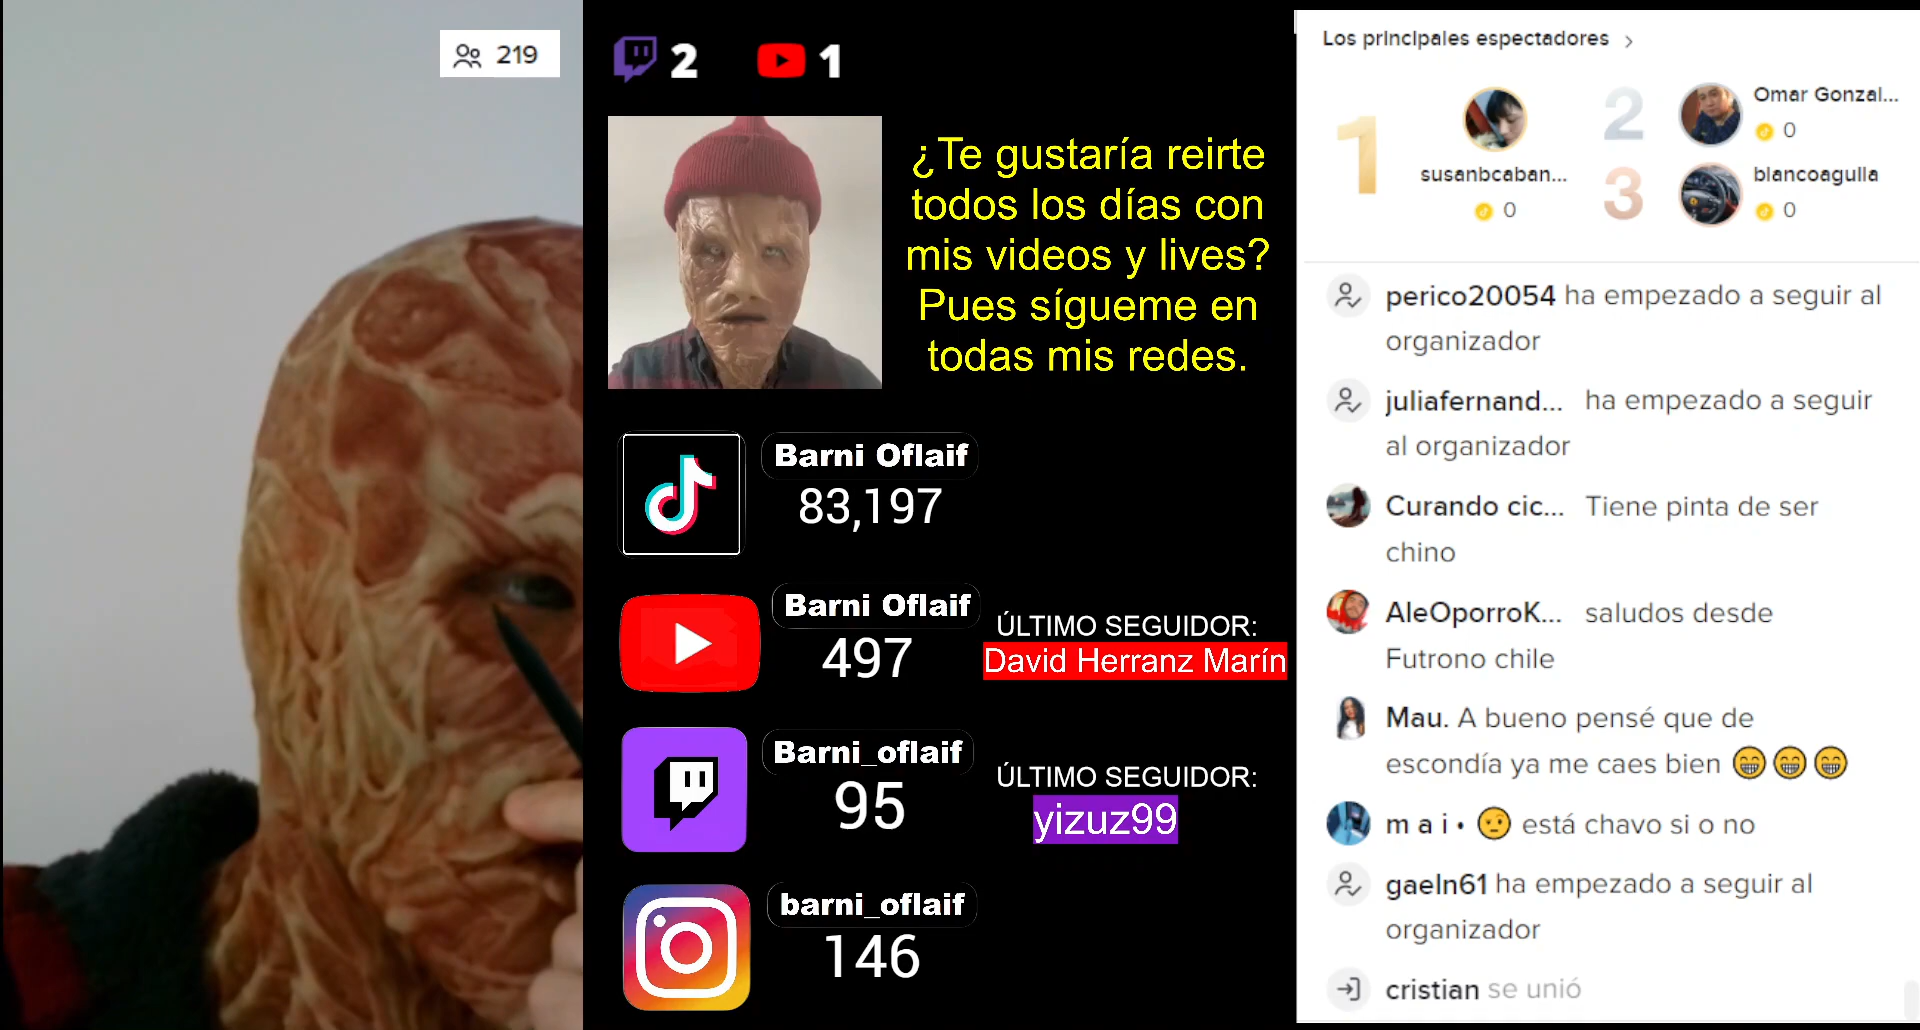 219
2
1
¿Te gustaría reirte
todos los días con
mis videos y lives?
Pues sígueme en
todas mis redes.
Barni Oflaif
83,197
Barni Oflaif
497
ÚLTIMO SEGUIDOR:
David Herranz Marín
Barni_oflaif
95
ÚLTIMO SEGUIDOR:
yizuz99
barni_oflaif
146
Los principales espectadores
1
susanbcaban...
0
2
Omar Gonzal...
0
3
blancoagulla
0
perico20054 ha empezado a seguir al
organizador
juliafernand... ha empezado a seguir
al organizador
Curando cic... Tiene pinta de ser
chino
AleOporroK... saludos desde
Futrono chile
Mau. A bueno pensé que de
escondía ya me caes bien 😁😁😁
m a i • 🤨 está chavo si o no
gaeln61 ha empezado a seguir al
organizador
cristian se unió